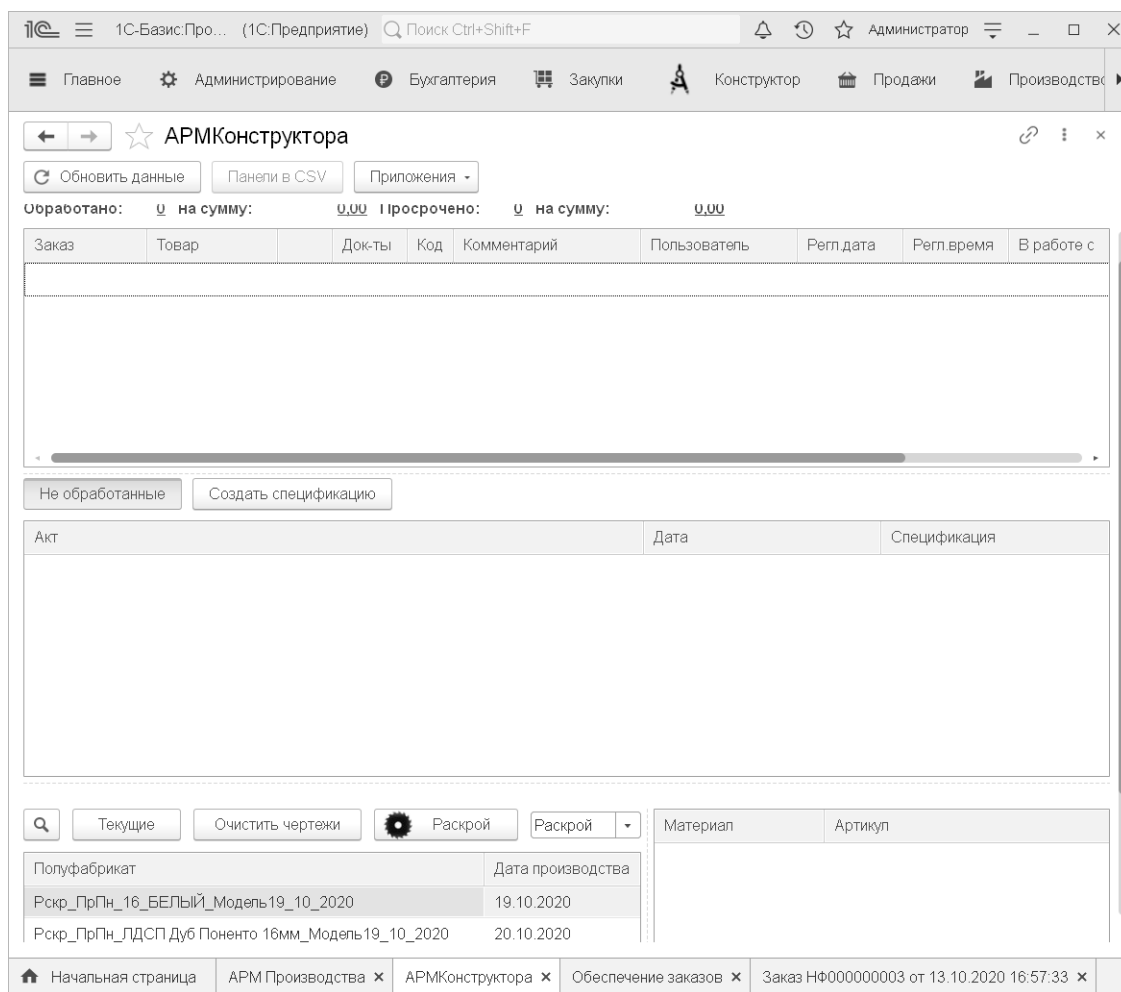 1С-Базис:Про... (1С:Предприятие) Поиск Ctrl+Shift+F Администратор
Главное Администрирование Бухгалтерия Закупки Конструктор Продажи Производство
АРМКонструктора
Обновить данные Панели в CSV Приложения
Обработано: 0 на сумму: 0,00 Просрочено: 0 на сумму: 0,00
Заказ Товар Док-ты Код Комментарий Пользователь Регл.дата Регл.время В работе с
Не обработанные Создать спецификацию
Акт Дата Спецификация
Текущие Очистить чертежи Раскрой Раскрой Материал Артикул
Полуфабрикат Дата производства
Рскр_ПрПн_16_БЕЛЫЙ_Модель19_10_2020 19.10.2020
Рскр_ПрПн_ЛДСП Дуб Поненто 16мм_Модель19_10_2020 20.10.2020
Начальная страница АРМ Производства АРМКонструктора Обеспечение заказов Заказ НФ000000003 от 13.10.2020 16:57:33